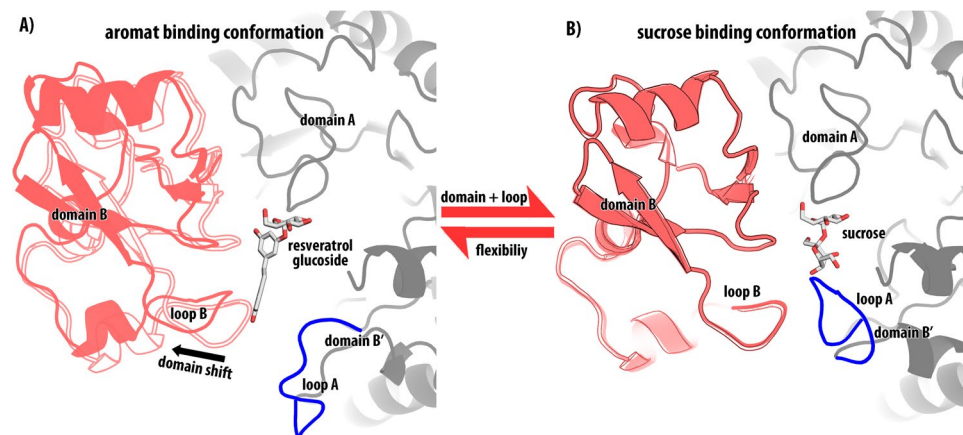 A)
aromat binding conformation
domain A
domain B
resveratrol
glucoside
loop B
domain shift
domain B'
loop A
domain + loop
flexibiliy
B)
sucrose binding conformation
domain A
domain B
sucrose
loop B
loop A
domain B'